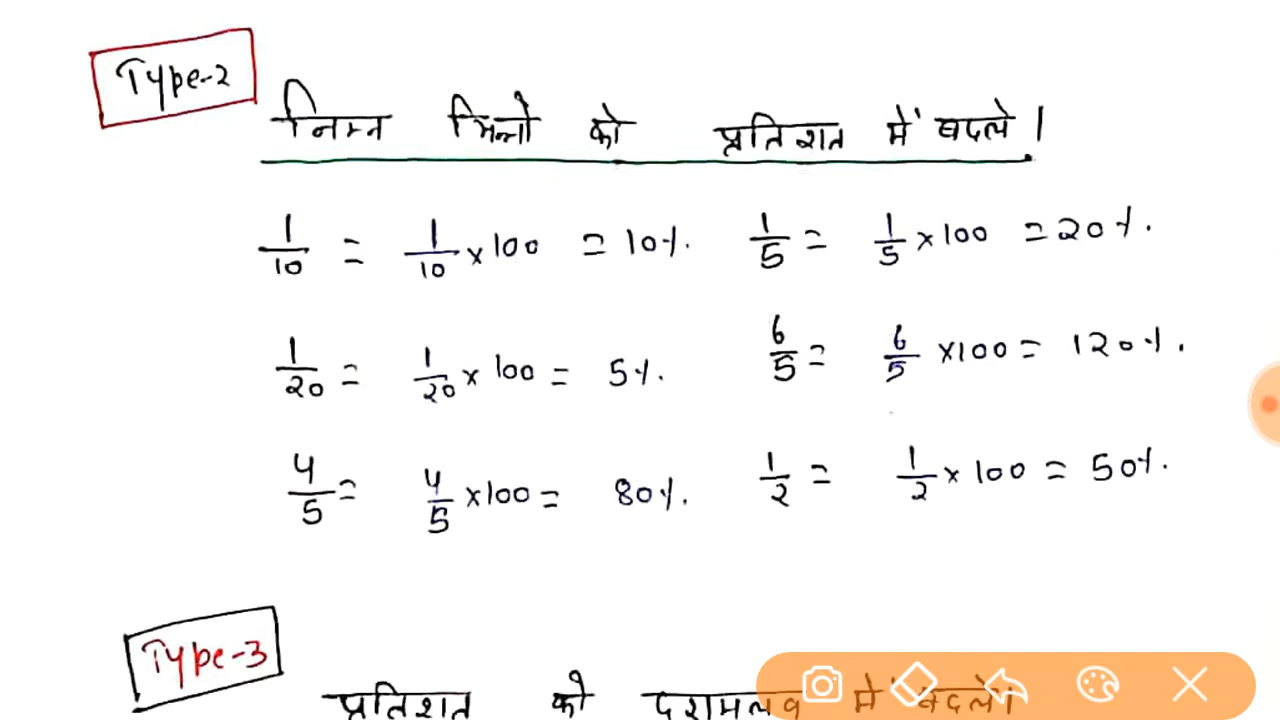 Type-2
निम्न भिन्नों को प्रतिशत में बदले।
1/10 = 1/10 × 100 = 10%. 1/5 = 1/5 × 100 = 20%.
1/20 = 1/20 × 100 = 5%. 6/5 = 6/5 × 100 = 120%.
4/5 = 4/5 × 100 = 80%. 1/2 = 1/2 × 100 = 50%.
Type-3
प्रतिशत को दशमलव में बदले।